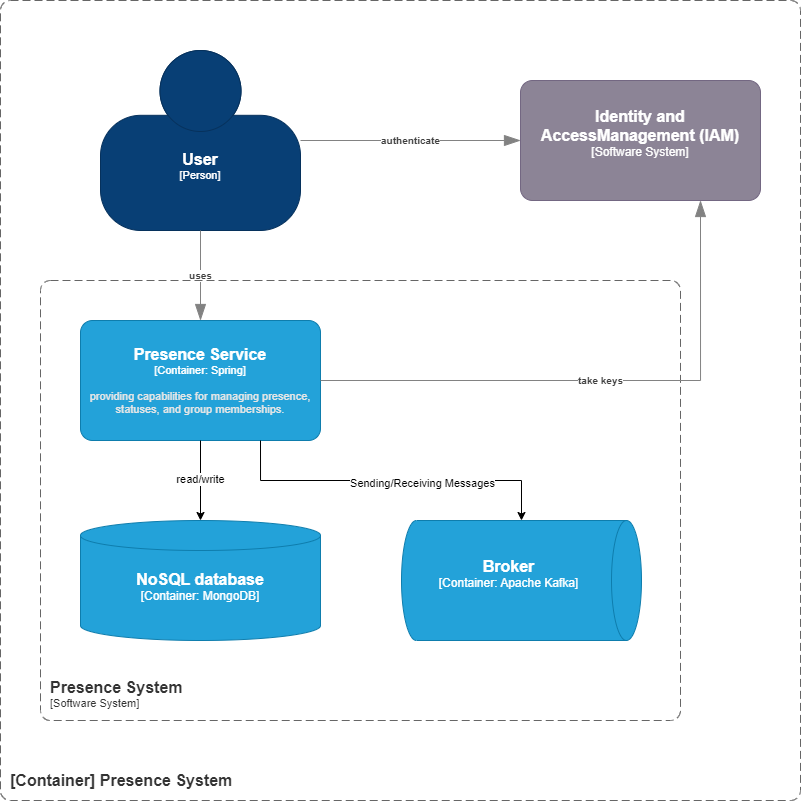 User
[Person]
authenticate
Identity and
AccessManagement (IAM)
[Software System]
uses
Presence Service
[Container: Spring]
providing capabilities for managing presence,
statuses, and group memberships.
take keys
read/write
Sending/Receiving Messages
NoSQL database
[Container: MongoDB]
Broker
[Container: Apache Kafka]
Presence System
[Software System]
[Container] Presence System